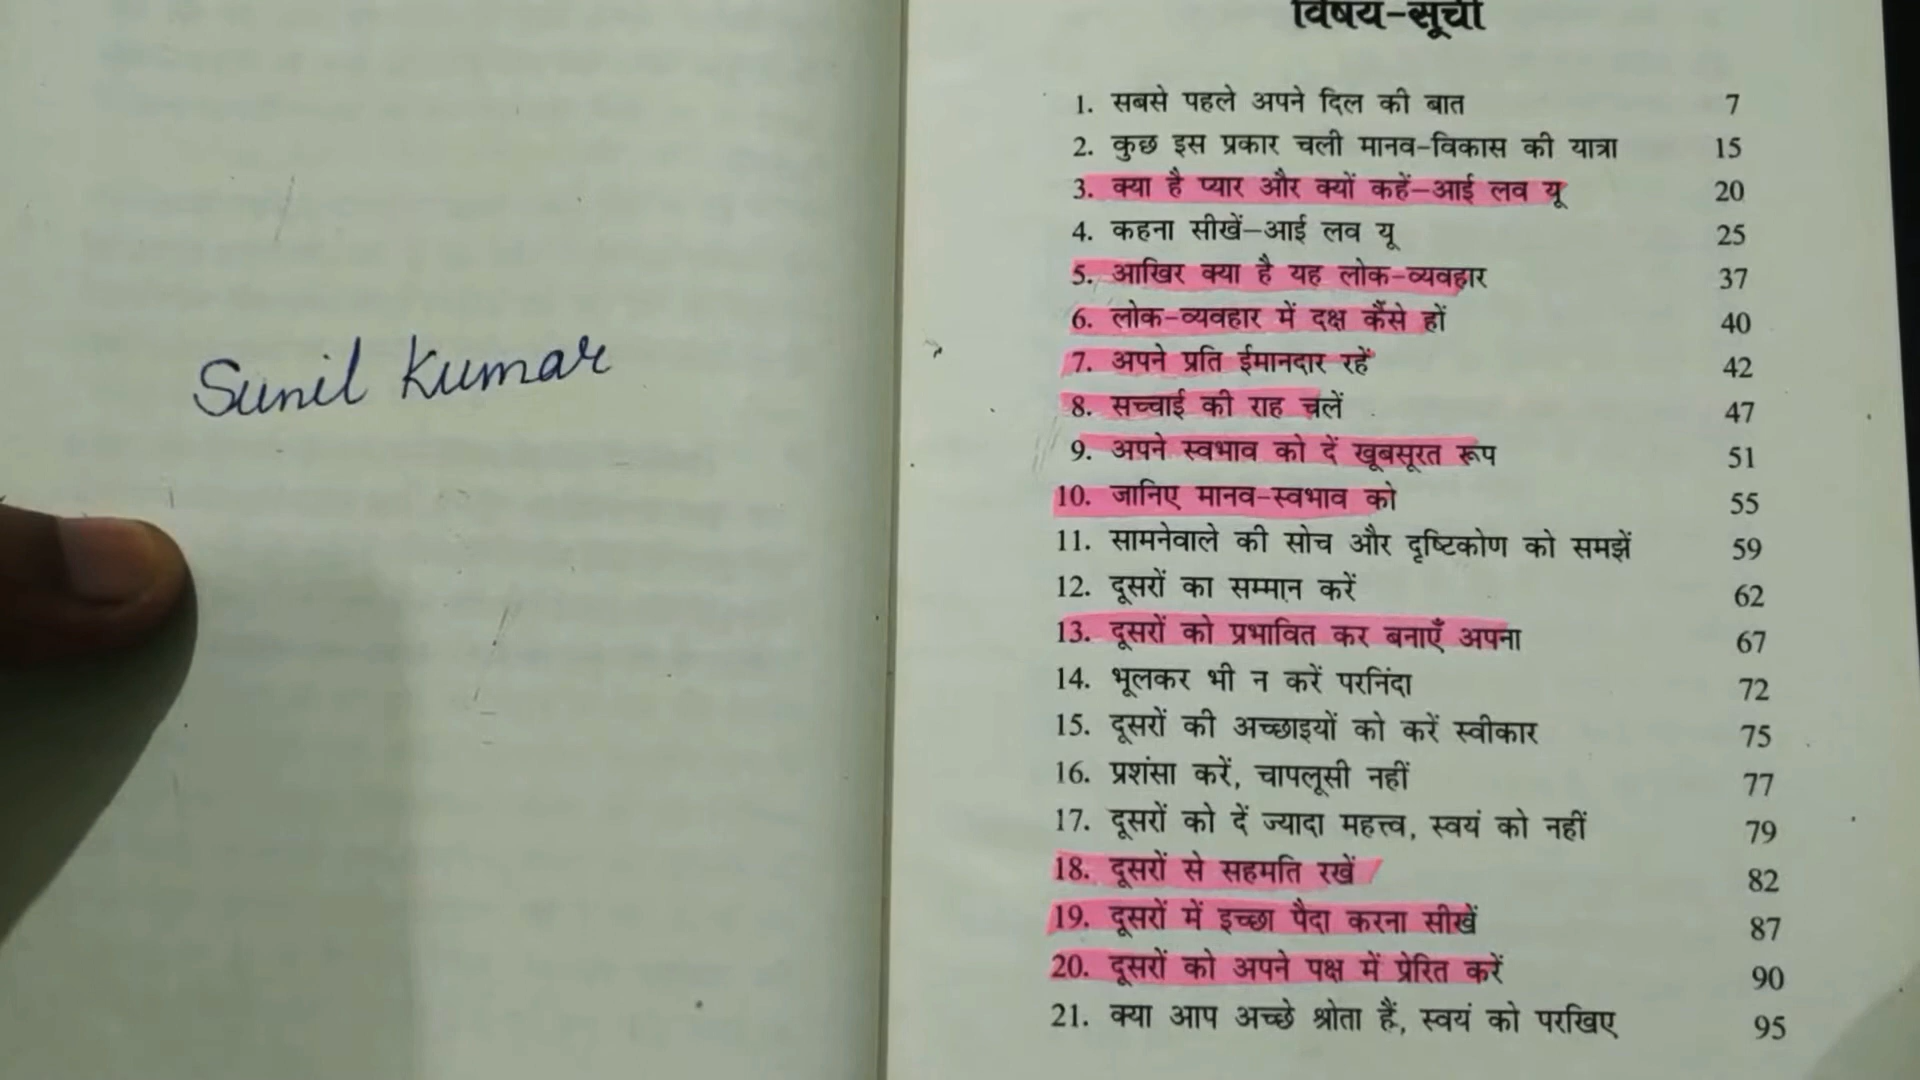 Sunil Kumar
विषय-सूची
1. सबसे पहले अपने दिल की बात 7
2. कुछ इस प्रकार चली मानव-विकास की यात्रा 15
3. क्या है प्यार और क्यों कहें—आई लव यू 20
4. कहना सीखें—आई लव यू 25
5. आखिर क्या है यह लोक-व्यवहार 37
6. लोक-व्यवहार में दक्ष कैसे हों 40
7. अपने प्रति ईमानदार रहें 42
8. सच्चाई की राह चलें 47
9. अपने स्वभाव को दें खूबसूरत रूप 51
10. जानिए मानव-स्वभाव को 55
11. सामनेवाले की सोच और दृष्टिकोण को समझें 59
12. दूसरों का सम्मान करें 62
13. दूसरों को प्रभावित कर बनाएँ अपना 67
14. भूलकर भी न करें परनिंदा 72
15. दूसरों की अच्छाइयों को करें स्वीकार 75
16. प्रशंसा करें, चापलूसी नहीं 77
17. दूसरों को दें ज्यादा महत्त्व, स्वयं को नहीं 79
18. दूसरों से सहमति रखें 82
19. दूसरों में इच्छा पैदा करना सीखें 87
20. दूसरों को अपने पक्ष में प्रेरित करें 90
21. क्या आप अच्छे श्रोता हैं, स्वयं को परखिए 95